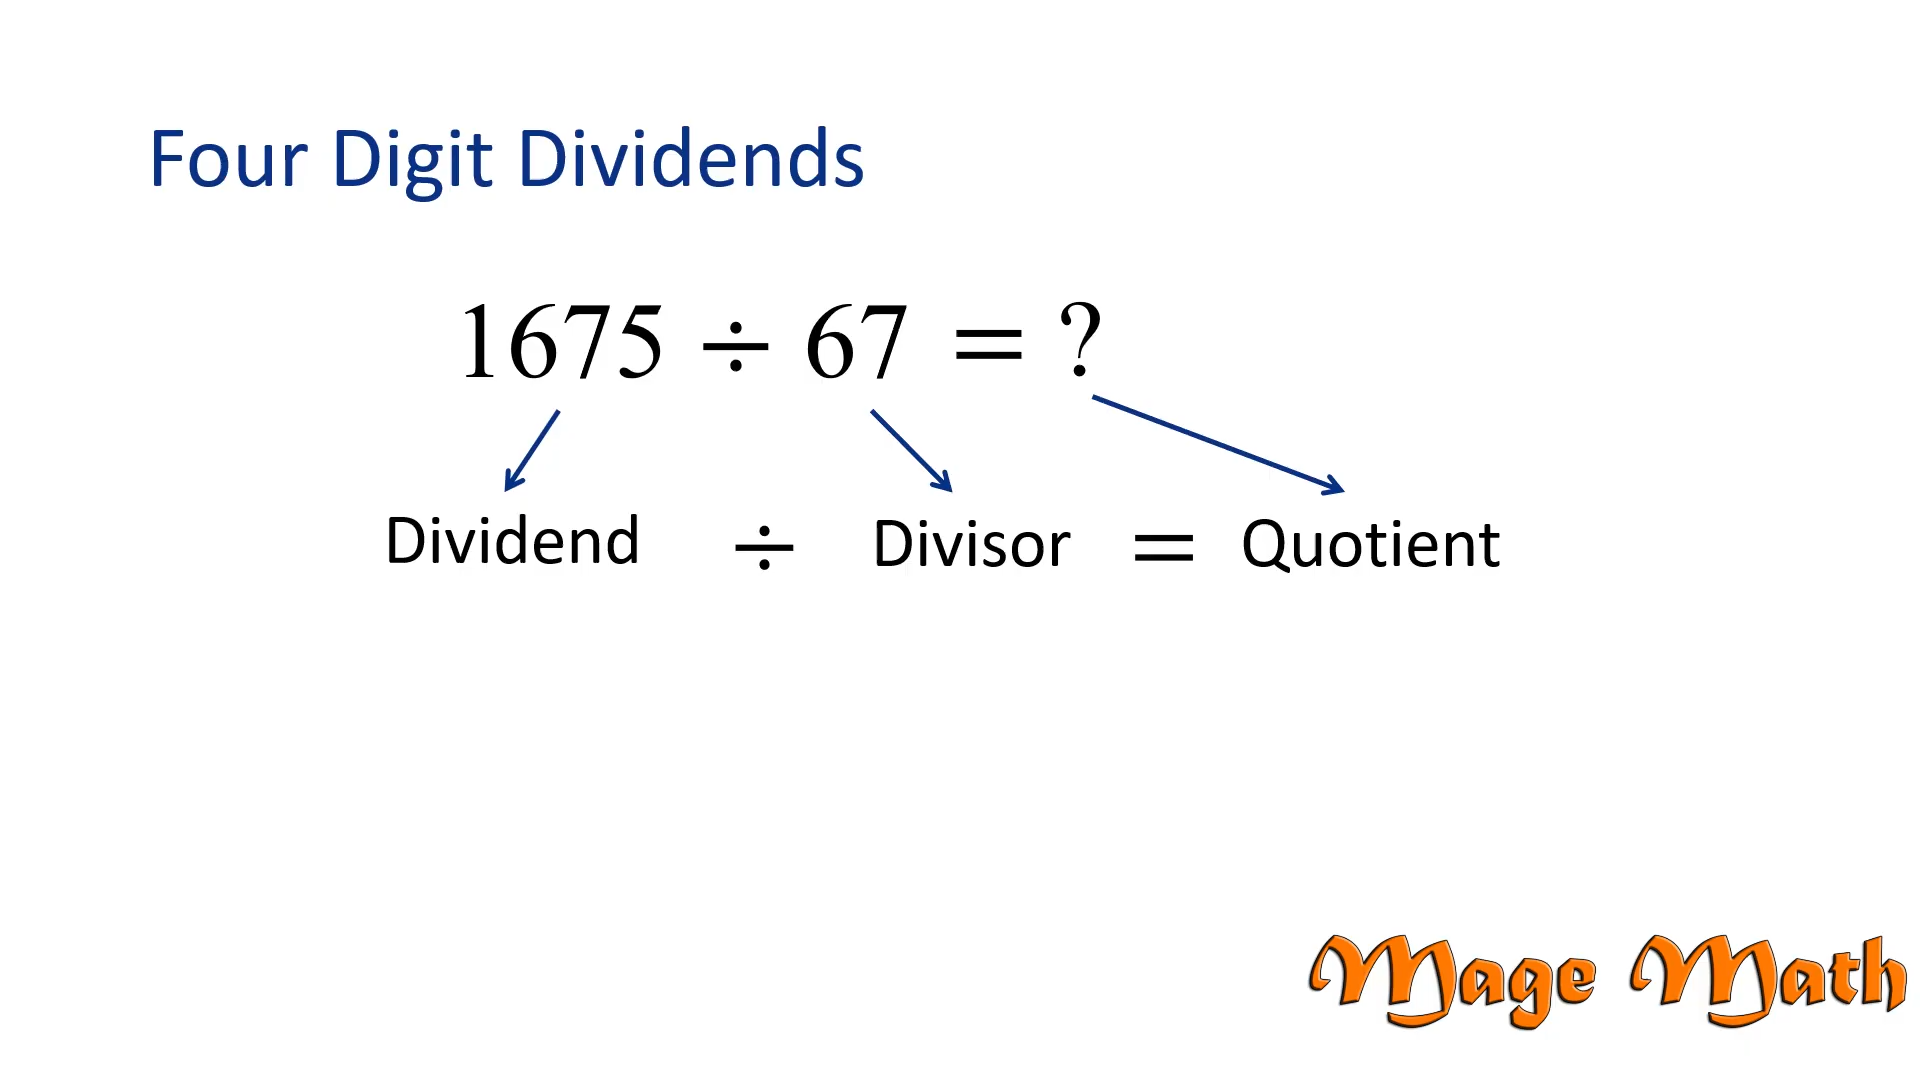 Four Digit Dividends
1675 ÷ 67 = ?
Dividend ÷ Divisor = Quotient
Mage Math